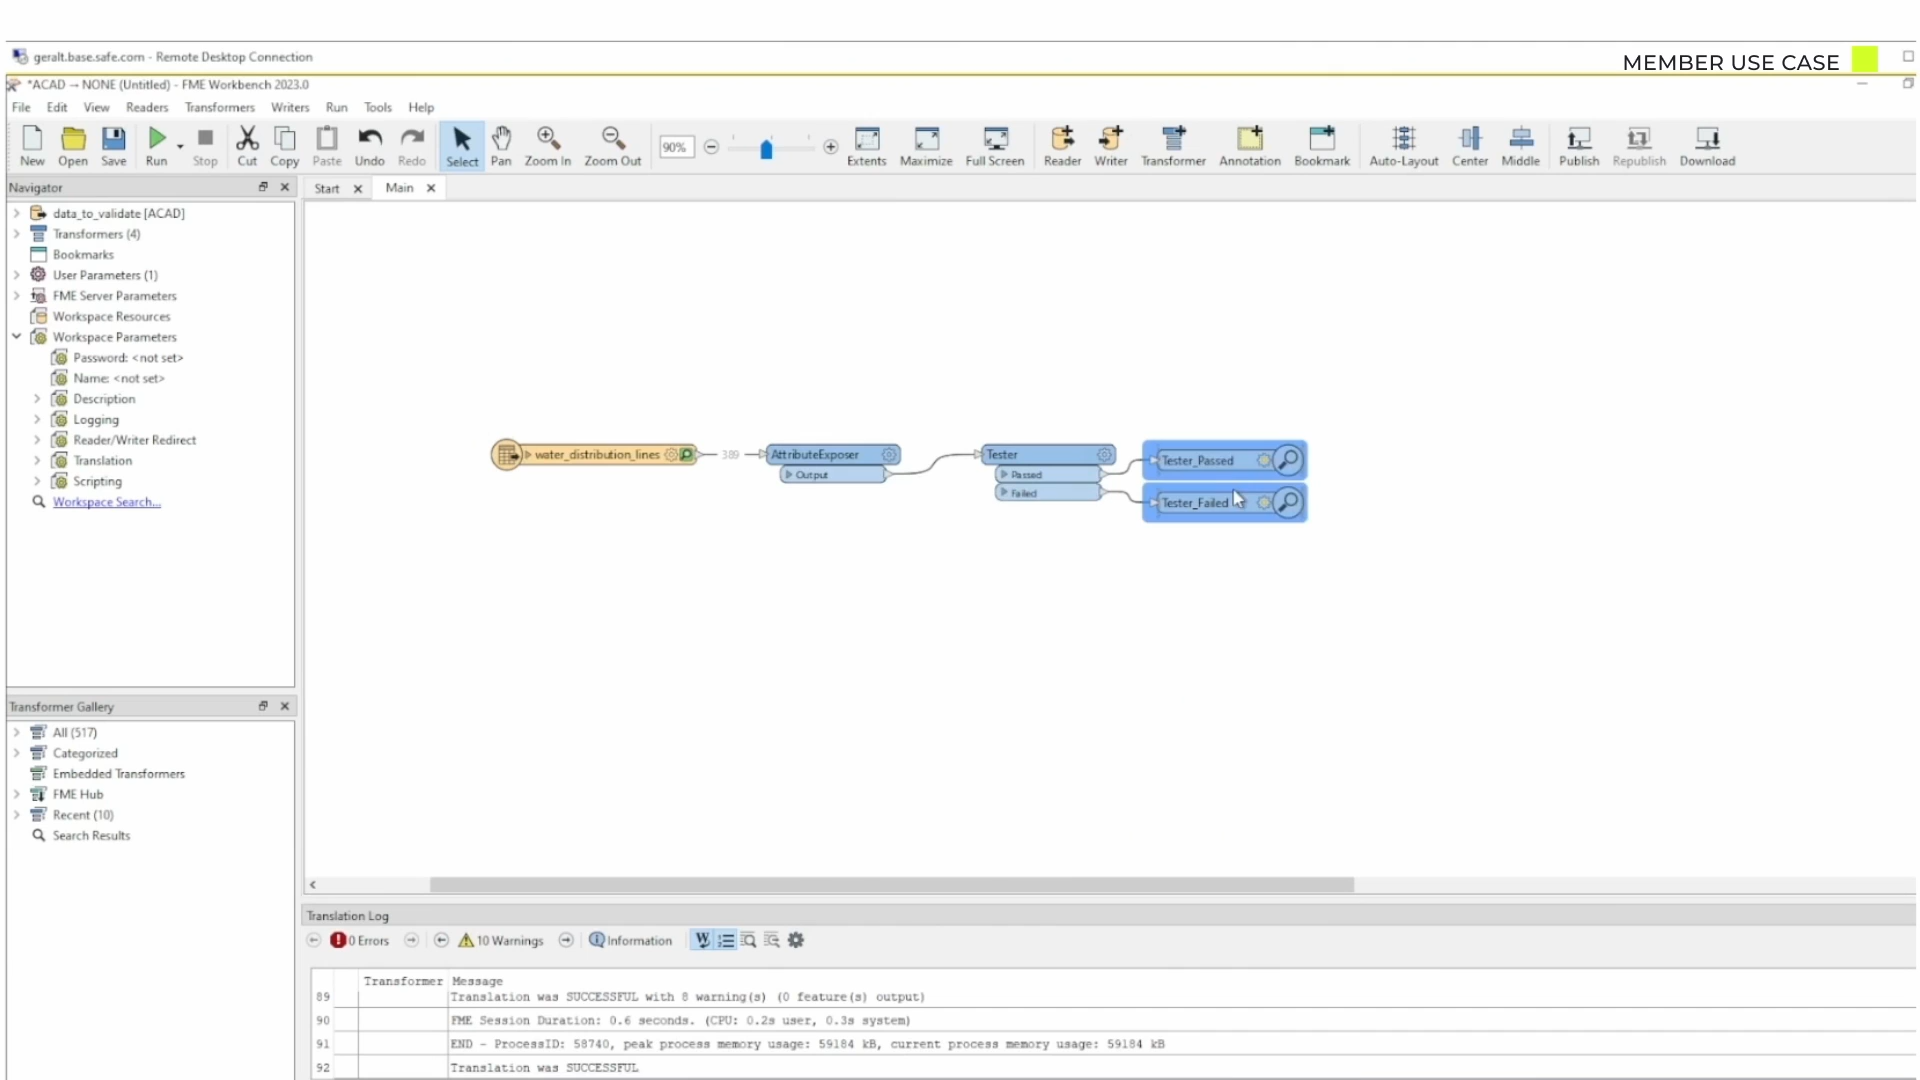 geralt.base.safe.com - Remote Desktop Connection
MEMBER USE CASE
*ACAD → NONE (Untitled) - FME Workbench 2023.0
File Edit View Readers Transformers Writers Run Tools Help
New Open Save Run Stop Cut Copy Paste Undo Redo Select Pan Zoom In Zoom Out 90% Extents Maximize Full Screen Reader Writer Transformer Annotation Bookmark Auto-Layout Center Middle Publish Republish Download
Navigator
Start Main
data_to_validate [ACAD]
Transformers (4)
Bookmarks
User Parameters (1)
FME Server Parameters
Workspace Resources
Workspace Parameters
Password: <not set>
Name: <not set>
Description
Logging
Reader/Writer Redirect
Translation
Scripting
Workspace Search...
water_distribution_lines
389
AttributeExposer
Output
Tester
Passed
Failed
Tester_Passed
Tester_Failed
Transformer Gallery
All (517)
Categorized
Embedded Transformers
FME Hub
Recent (10)
Search Results
Translation Log
0 Errors 10 Warnings Information
Transformer Message
89 Translation was SUCCESSFUL with 8 warning(s) (0 feature(s) output)
90 FME Session Duration: 0.6 seconds. (CPU: 0.2s user, 0.3s system)
91 END - ProcessID: 58740, peak process memory usage: 59184 kB, current process memory usage: 59184 kB
92 Translation was SUCCESSFUL